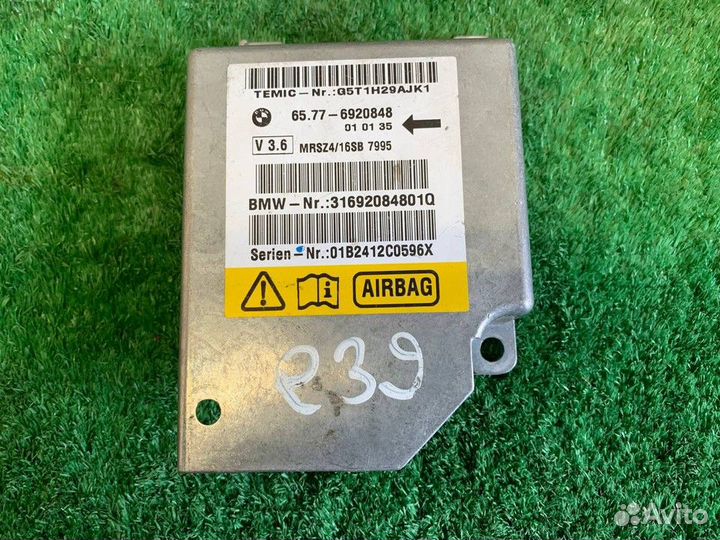 TEMIC-Nr.:G5T1H29AJK1
65.77-6920848
01 01 35
V 3.6 MRSZ4/16SB 7995
BMW-Nr.:31692084801Q
Serien-Nr.:01B2412C0596X
AIRBAG
e39
Avito